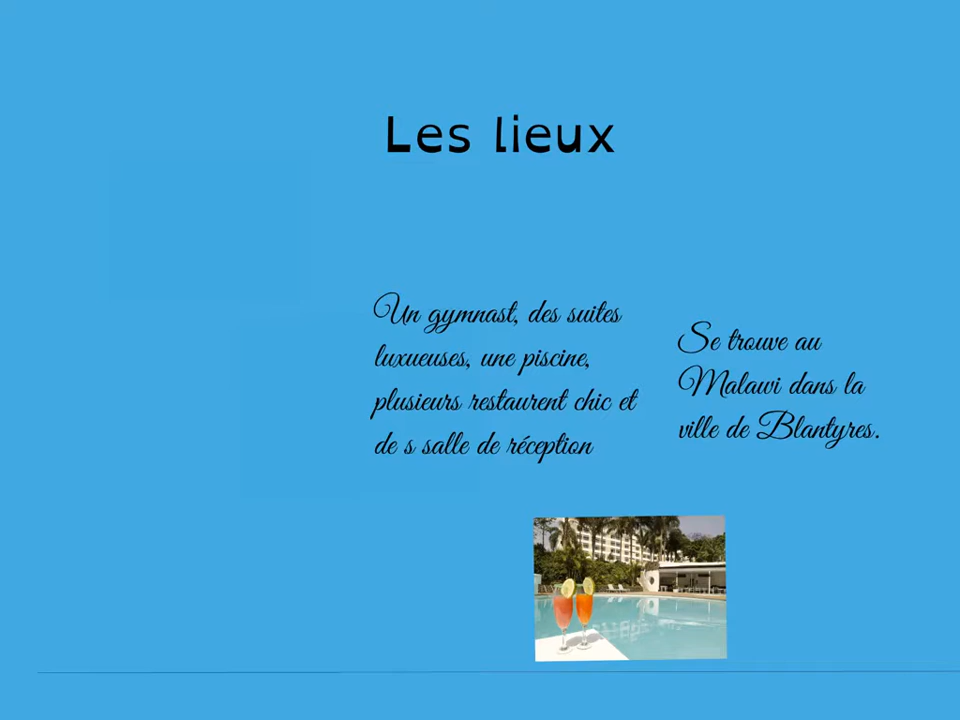 Les lieux
Un gymnast, des suites
luxueuses, une piscine,
plusieurs restaurent chic et
de s salle de réception
Se trouve au
Malawi dans la
ville de Blantyres.